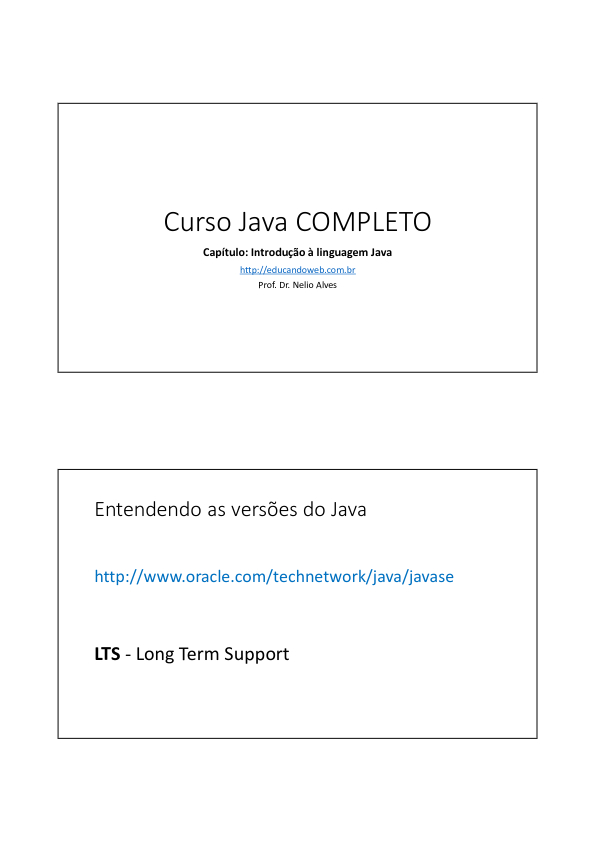 Curso Java COMPLETO
Capítulo: Introdução à linguagem Java
http://educandoweb.com.br
Prof. Dr. Nelio Alves
Entendendo as versões do Java
http://www.oracle.com/technetwork/java/javase
LTS - Long Term Support